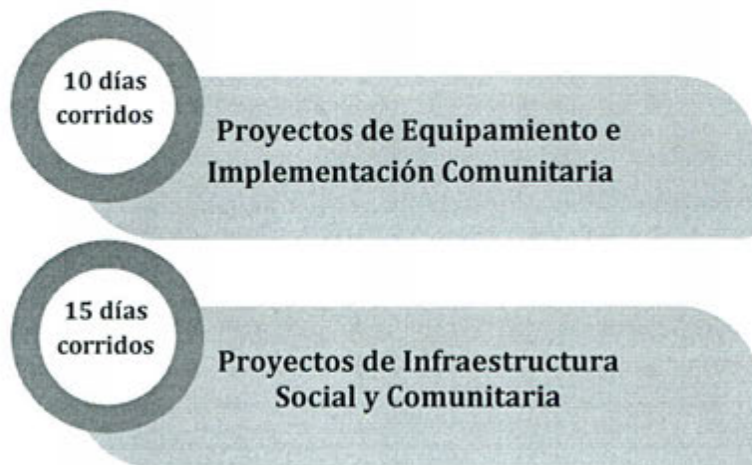 10 días
corridos
Proyectos de Equipamiento e
Implementación Comunitaria
15 días
corridos
Proyectos de Infraestructura
Social y Comunitaria